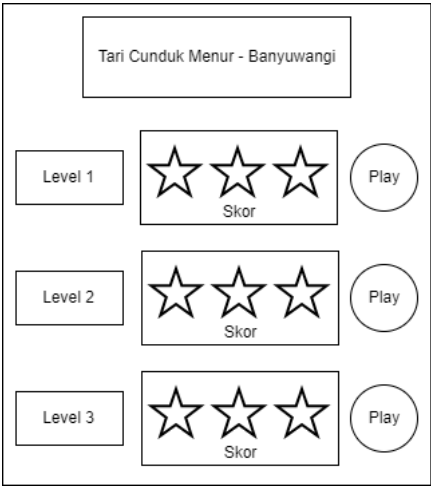 Tari Cunduk Menur - Banyuwangi
Level 1
Skor
Play
Level 2
Skor
Play
Level 3
Skor
Play